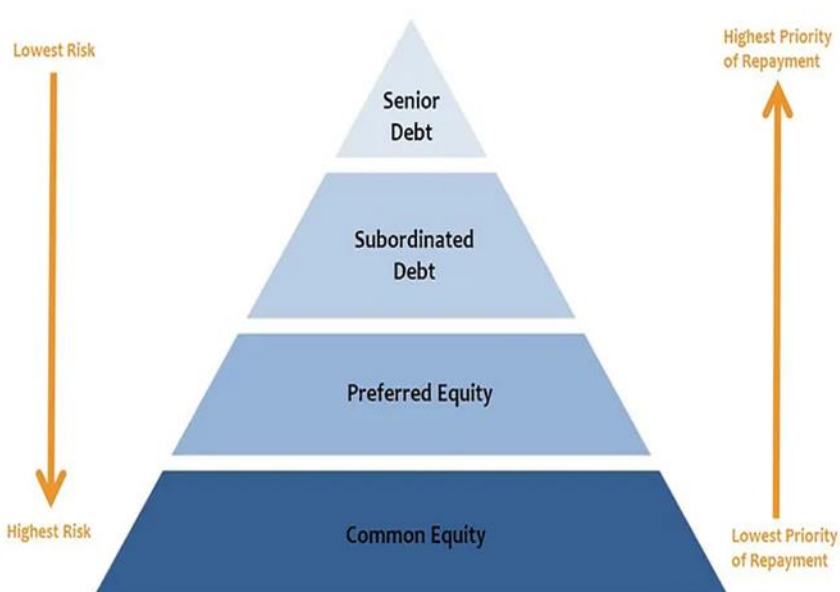 Lowest Risk
Highest Priority
of Repayment
Senior
Debt
Subordinated
Debt
Preferred Equity
Common Equity
Highest Risk
Lowest Priority
of Repayment